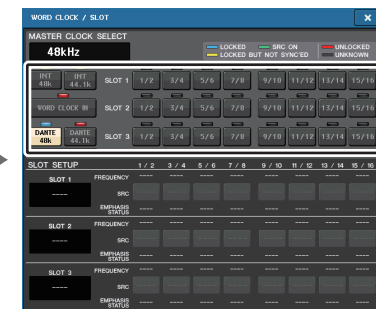 WORD CLOCK / SLOT
MASTER CLOCK SELECT
48kHz
LOCKED SRC ON UNLOCKED
LOCKED BUT NOT SYNC'ED UNKNOWN
INT 48k INT 44.1k SLOT 1 1/2 3/4 5/6 7/8 9/10 11/12 13/14 15/16
WORD CLOCK IN SLOT 2 1/2 3/4 5/6 7/8 9/10 11/12 13/14 15/16
DANTE 48k DANTE 44.1k SLOT 3 1/2 3/4 5/6 7/8 9/10 11/12 13/14 15/16
SLOT SETUP 1 / 2 3 / 4 5 / 6 7 / 8 9 / 10 11 / 12 13 / 14 15 / 16
SLOT 1 FREQUENCY ---- ---- ---- ---- ---- ---- ---- ----
---- SRC
EMPHASIS STATUS ---- ---- ---- ---- ---- ---- ---- ----
SLOT 2 FREQUENCY ---- ---- ---- ---- ---- ---- ---- ----
---- SRC
EMPHASIS STATUS ---- ---- ---- ---- ---- ---- ---- ----
SLOT 3 FREQUENCY ---- ---- ---- ---- ---- ---- ---- ----
---- SRC
EMPHASIS STATUS ---- ---- ---- ---- ---- ---- ---- ----